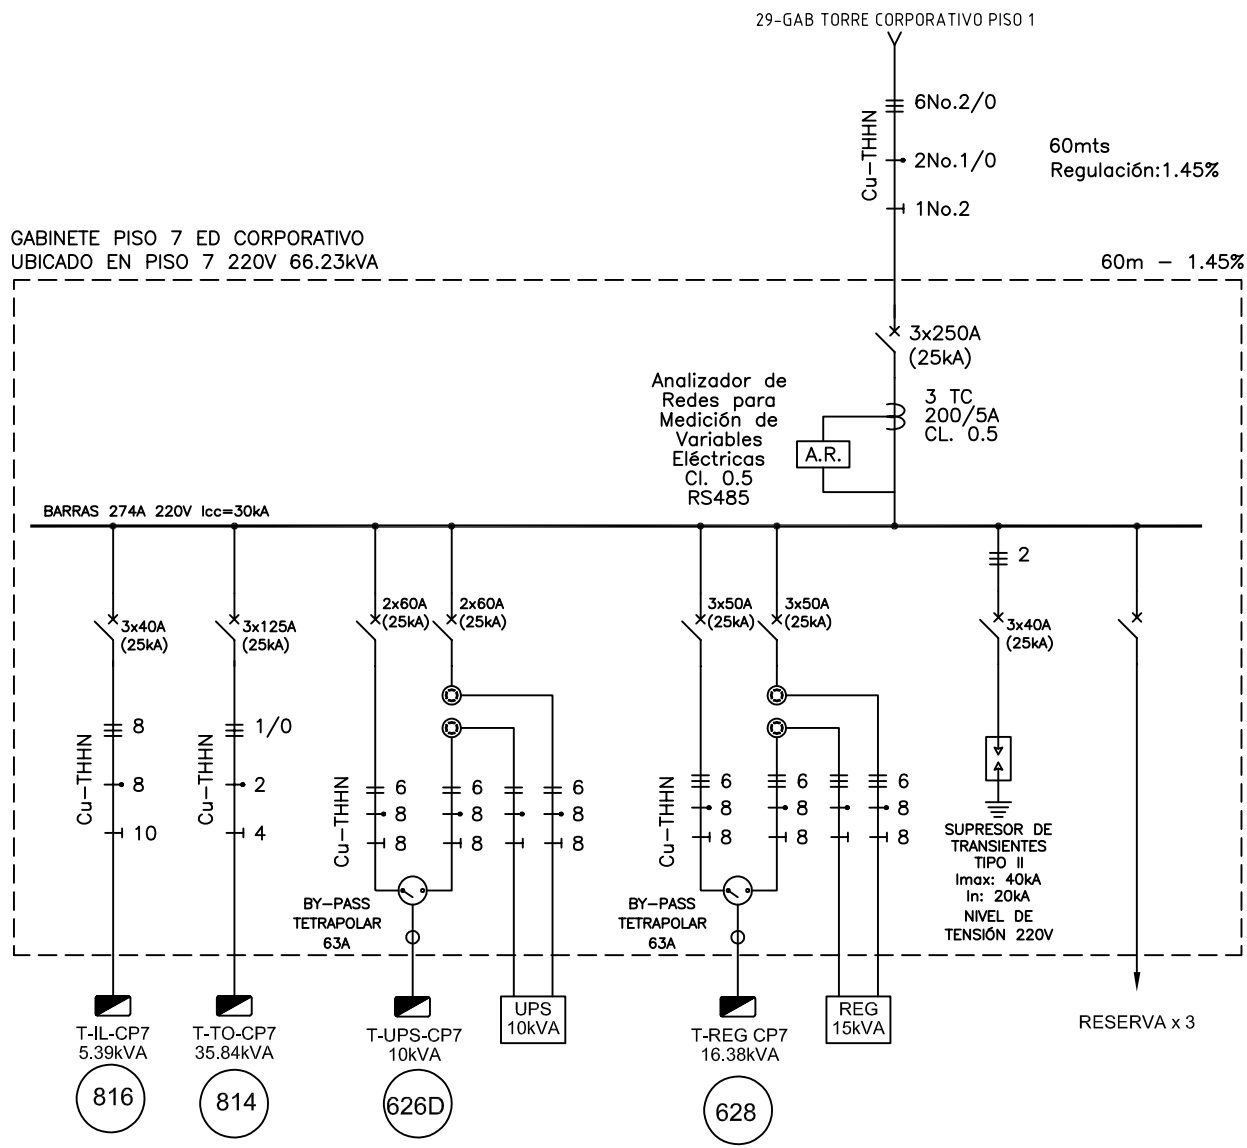 29-GAB TORRE CORPORATIVO PISO 1
6No.2/0
Cu-THHN
2No.1/0
1No.2
60mts
Regulación:1.45%
GABINETE PISO 7 ED CORPORATIVO
UBICADO EN PISO 7 220V 66.23kVA
60m - 1.45%
3x250A
(25kA)
3 TC
200/5A
CL. 0.5
Analizador de
Redes para
Medición de
Variables
Eléctricas
Cl. 0.5
RS485
A.R.
BARRAS 274A 220V Icc=30kA
3x40A
(25kA)
3x125A
(25kA)
2x60A
(25kA)
2x60A
(25kA)
3x50A
(25kA)
3x50A
(25kA)
2
3x40A
(25kA)
Cu-THHN
8
8
10
Cu-THHN
1/0
2
4
Cu-THHN
6
8
8
6
8
8
6
8
8
Cu-THHN
6
8
8
6
8
8
6
8
8
BY-PASS
TETRAPOLAR
63A
BY-PASS
TETRAPOLAR
63A
SUPRESOR DE
TRANSIENTES
TIPO II
Imax: 40kA
In: 20kA
NIVEL DE
TENSIÓN 220V
T-IL-CP7
5.39kVA
816
T-TO-CP7
35.84kVA
814
T-UPS-CP7
10kVA
626D
UPS
10kVA
T-REG CP7
16.38kVA
628
REG
15kVA
RESERVA x 3